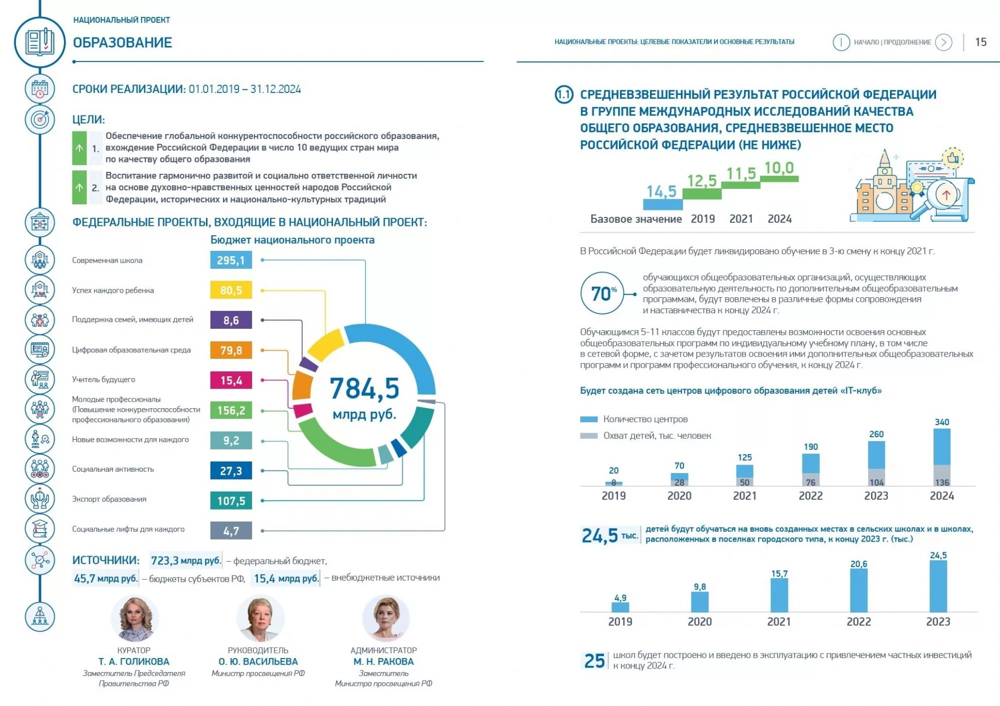 НАЦИОНАЛЬНЫЙ ПРОЕКТ
ОБРАЗОВАНИЕ
СРОКИ РЕАЛИЗАЦИИ: 01.01.2019 – 31.12.2024
ЦЕЛИ:
1. Обеспечение глобальной конкурентоспособности российского образования,
вхождение Российской Федерации в число 10 ведущих стран мира
по качеству общего образования
2. Воспитание гармонично развитой и социально ответственной личности
на основе духовно-нравственных ценностей народов Российской
Федерации, исторических и национально-культурных традиций
ФЕДЕРАЛЬНЫЕ ПРОЕКТЫ, ВХОДЯЩИЕ В НАЦИОНАЛЬНЫЙ ПРОЕКТ:
Бюджет национального проекта
Современная школа 295,1
Успех каждого ребенка 80,5
Поддержка семей, имеющих детей 8,6
Цифровая образовательная среда 79,8
Учитель будущего 15,4
Молодые профессионалы
(Повышение конкурентоспособности 156,2
профессионального образования)
Новые возможности для каждого 9,2
Социальная активность 27,3
Экспорт образования 107,5
Социальные лифты для каждого 4,7
784,5
млрд руб.
ИСТОЧНИКИ: 723,3 млрд руб. – федеральный бюджет,
45,7 млрд руб. – бюджеты субъектов РФ, 15,4 млрд руб. – внебюджетные источники
КУРАТОР
Т. А. ГОЛИКОВА
Заместитель Председателя
Правительства РФ
РУКОВОДИТЕЛЬ
О. Ю. ВАСИЛЬЕВА
Министр просвещения РФ
АДМИНИСТРАТОР
М. Н. РАКОВА
Заместитель
Министра просвещения РФ
НАЦИОНАЛЬНЫЕ ПРОЕКТЫ: ЦЕЛЕВЫЕ ПОКАЗАТЕЛИ И ОСНОВНЫЕ РЕЗУЛЬТАТЫ
НАЧАЛО | ПРОДОЛЖЕНИЕ
15
1.1 СРЕДНЕВЗВЕШЕННЫЙ РЕЗУЛЬТАТ РОССИЙСКОЙ ФЕДЕРАЦИИ
В ГРУППЕ МЕЖДУНАРОДНЫХ ИССЛЕДОВАНИЙ КАЧЕСТВА
ОБЩЕГО ОБРАЗОВАНИЯ, СРЕДНЕВЗВЕШЕННОЕ МЕСТО
РОССИЙСКОЙ ФЕДЕРАЦИИ (НЕ НИЖЕ)
14,5 12,5 11,5 10,0
Базовое значение 2019 2021 2024
В Российской Федерации будет ликвидировано обучение в 3-ю смену к концу 2021 г.
70%
обучающихся общеобразовательных организаций, осуществляющих
образовательную деятельность по дополнительным общеобразовательным
программам, будут вовлечены в различные формы сопровождения
и наставничества к концу 2024 г.
Обучающимся 5-11 классов будут предоставлены возможности освоения основных
общеобразовательных программ по индивидуальному учебному плану, в том числе
в сетевой форме, с зачетом результатов освоения ими дополнительных общеобразовательных
программ и программ профессионального обучения, к концу 2024 г.
Будет создана сеть центров цифрового образования детей «IT-клуб»
Количество центров
Охват детей, тыс. человек
20 70 125 190 260 340
8 28 50 76 104 136
2019 2020 2021 2022 2023 2024
24,5 тыс.
детей будут обучаться на вновь созданных местах в сельских школах и в школах,
расположенных в поселках городского типа, к концу 2023 г. (тыс.)
4,9 9,8 15,7 20,6 24,5
2019 2020 2021 2022 2023
25
школ будет построено и введено в эксплуатацию с привлечением частных инвестиций
к концу 2024 г.